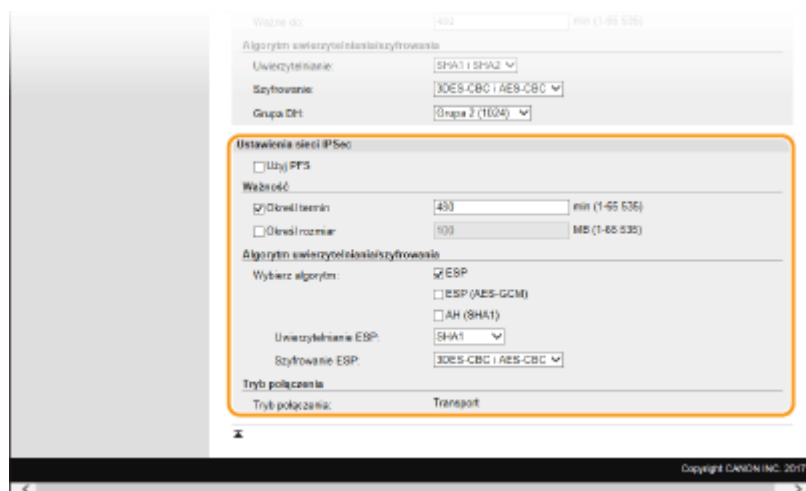 Ważne do: 480 min (1-65 535)
Algorytm uwierzytelniania/szyfrowania
Uwierzytelnianie: SHA1 i SHA2
Szyfrowanie: 3DES-CBC i AES-CBC
Grupa DH: Grupa 2 (1024)
Ustawienia sieci IPSec
Użyj PFS
Ważność
Określ termin 480 min (1-65 535)
Określ rozmiar 100 MB (1-65 535)
Algorytm uwierzytelniania/szyfrowania
Wybierz algorytm: ESP
ESP (AES-GCM)
AH (SHA1)
Uwierzytelnianie ESP: SHA1
Szyfrowanie ESP: 3DES-CBC i AES-CBC
Tryb połączenia
Tryb połączenia: Transport
Copyright CANON INC. 2017